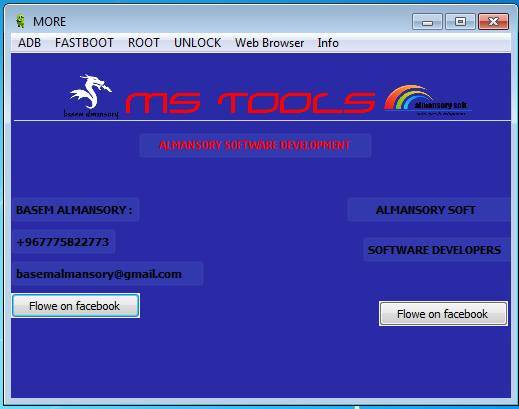 MORE
ADB FASTBOOT ROOT UNLOCK Web Browser Info
basem almansory
MS TOOLS
almansory soft
ALMANSORY SOFTWARE DEVELOPMENT
BASEM ALMANSORY :
ALMANSORY SOFT
+967775822773
SOFTWARE DEVELOPERS
basemalmansory@gmail.com
Flowe on facebook
Flowe on facebook